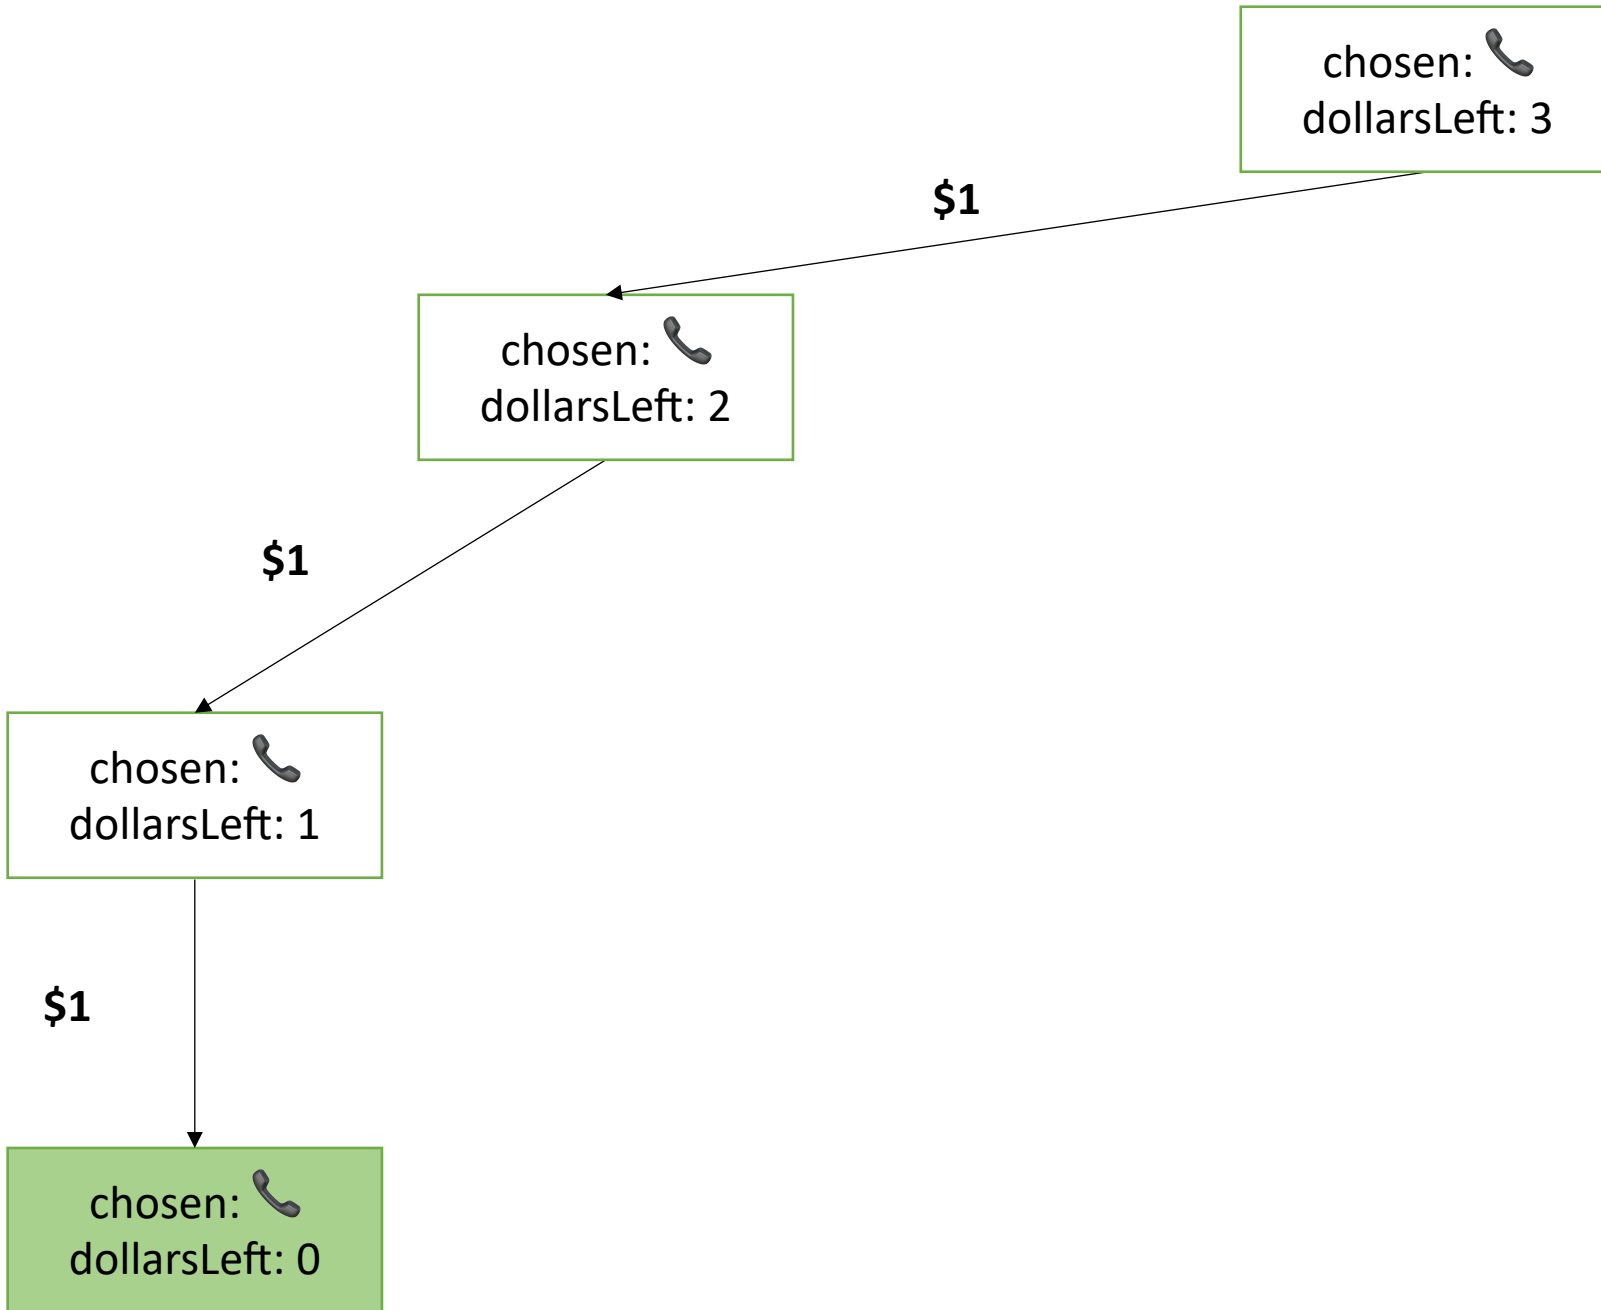 chosen: 📞
dollarsLeft: 3
$1
chosen: 📞
dollarsLeft: 2
$1
chosen: 📞
dollarsLeft: 1
$1
chosen: 📞
dollarsLeft: 0